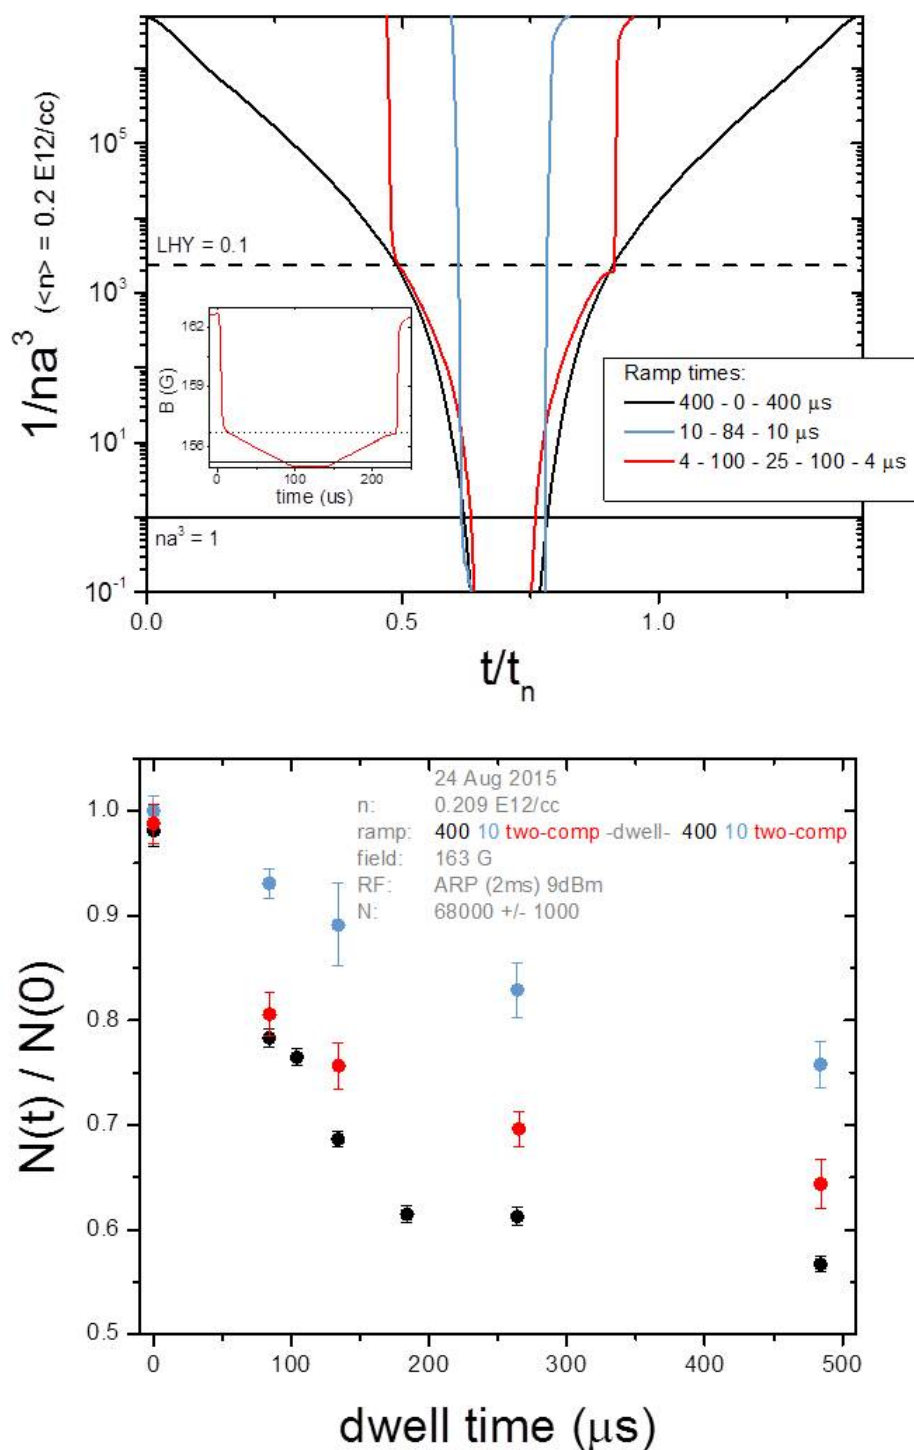 1/na³ (<n> = 0.2 E12/cc)
10⁵
10³
10¹
10⁻¹
LHY = 0.1
na³ = 1
B (G)
162
159
156
0
100
200
time (us)
Ramp times:
400 - 0 - 400 µs
10 - 84 - 10 µs
4 - 100 - 25 - 100 - 4 µs
0.0
0.5
1.0
t/tₙ
N(t) / N(0)
1.0
0.9
0.8
0.7
0.6
0.5
24 Aug 2015
n: 0.209 E12/cc
ramp: 400 10 two-comp -dwell- 400 10 two-comp
field: 163 G
RF: ARP (2ms) 9dBm
N: 68000 +/- 1000
0
100
200
300
400
500
dwell time (µs)